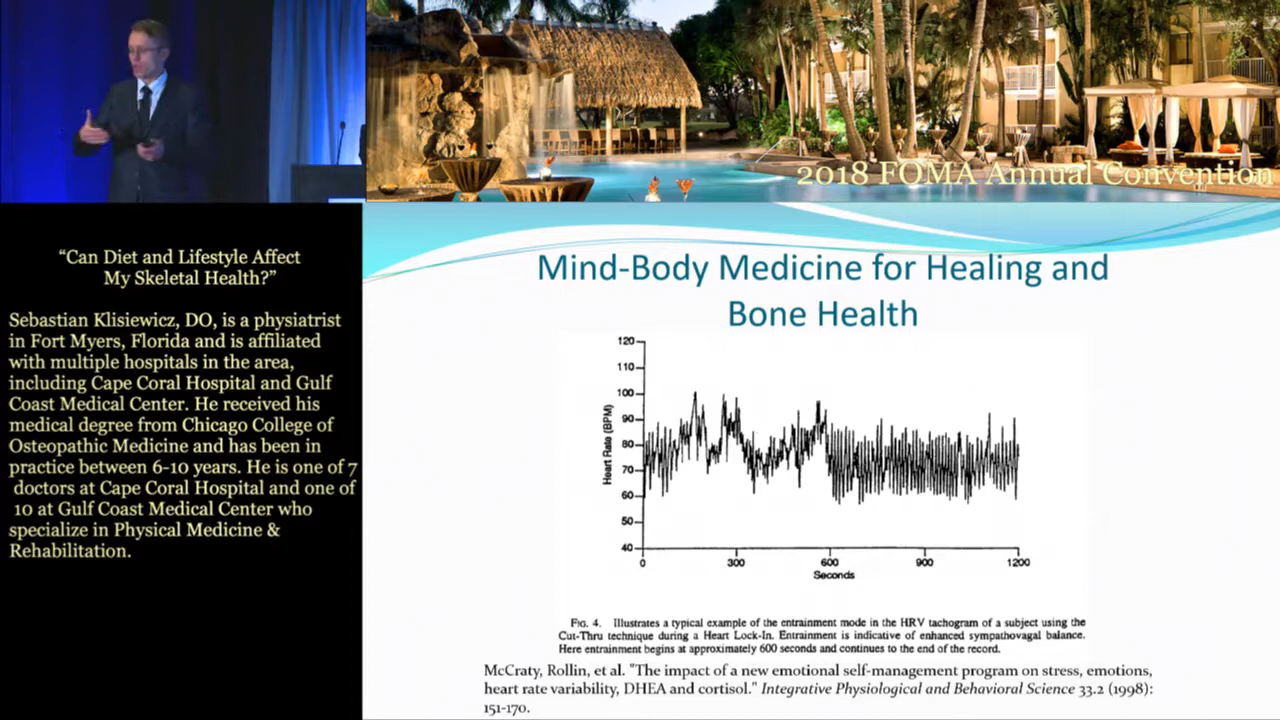 2018 FOMA Annual Convention
“Can Diet and Lifestyle Affect
My Skeletal Health?”
Sebastian Klisiewicz, DO, is a physiatrist
in Fort Myers, Florida and is affiliated
with multiple hospitals in the area,
including Cape Coral Hospital and Gulf
Coast Medical Center. He received his
medical degree from Chicago College of
Osteopathic Medicine and has been in
practice between 6-10 years. He is one of 7
doctors at Cape Coral Hospital and one of
10 at Gulf Coast Medical Center who
specialize in Physical Medicine &
Rehabilitation.
Mind-Body Medicine for Healing and
Bone Health
120
110
100
90
80
70
60
50
40
Heart Rate (BPM)
0 300 600 900 1200
Seconds
FIG. 4. Illustrates a typical example of the entrainment mode in the HRV tachogram of a subject using the
Cut-Thru technique during a Heart Lock-In. Entrainment is indicative of enhanced sympathovagal balance.
Here entrainment begins at approximately 600 seconds and continues to the end of the record.
McCraty, Rollin, et al. "The impact of a new emotional self-management program on stress, emotions,
heart rate variability, DHEA and cortisol." Integrative Physiological and Behavioral Science 33.2 (1998):
151-170.